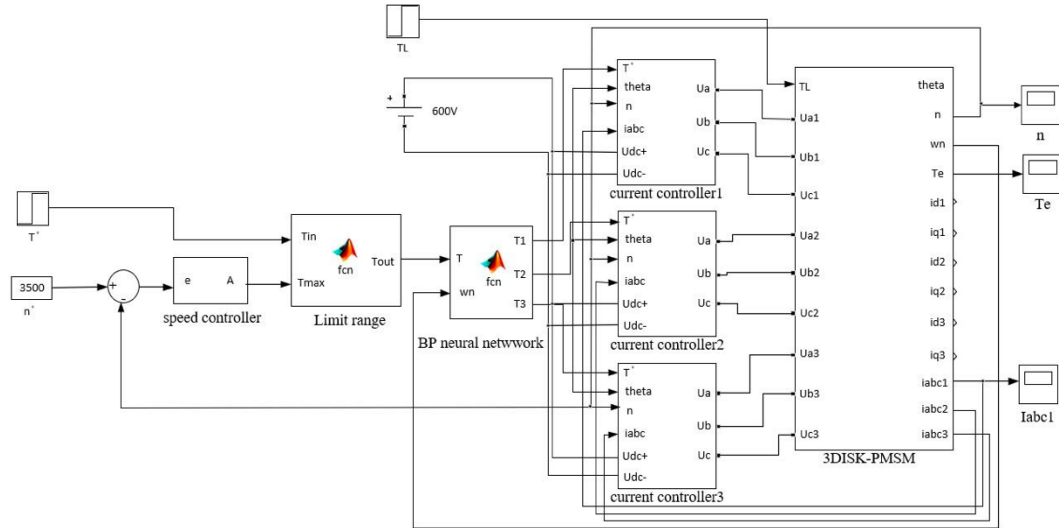 TL
+
600V
T*
3500
n*
+
-
e
A
speed controller
Tin
Tmax
fcn
Tout
Limit range
T
wn
fcn
T1
T2
T3
BP neural netwwork
T*
theta
n
iabc
Udc+
Udc-
Ua
Ub
Uc
current controller1
T*
theta
n
iabc
Udc+
Udc-
Ua
Ub
Uc
current controller2
T*
theta
n
iabc
Udc+
Udc-
Ua
Ub
Uc
current controller3
TL
Ua1
Ub1
Uc1
Ua2
Ub2
Uc2
Ua3
Ub3
Uc3
theta
n
wn
Te
id1
iq1
id2
iq2
id3
iq3
iabc1
iabc2
iabc3
3DISK-PMSM
n
Te
Iabc1